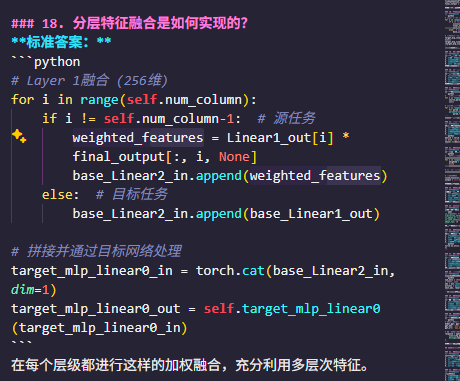 ### 18. 分层特征融合是如何实现的?
**标准答案: **
```python
# Layer 1融合 (256维)
for i in range(self.num_column):
if i != self.num_column-1:  # 源任务
weighted_features = Linear1_out[i] *
final_output[:, i, None]
base_Linear2_in.append(weighted_features)
else:  # 目标任务
base_Linear2_in.append(base_Linear1_out)
# 拼接并通过目标网络处理
target_mlp_linear0_in = torch.cat(base_Linear2_in,
dim=1)
target_mlp_linear0_out = self.target_mlp_linear0
(target_mlp_linear0_in)
```
在每个层级都进行这样的加权融合，充分利用多层次特征。